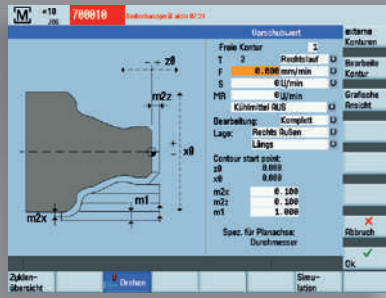 M
JOG
700010
Vorschubwert
Freie Kontur 1
T 2 Rechtslauf
F 0.000 mm/min
S 0 U/min
MR 0 U/min
Kühlmittel AUS
Bearbeitung: Komplett
Lage: Rechts Außen
Längs
Contour start point:
z0 0.000
x0 0.000
m2x 0.100
m2z 0.100
m1 1.000
Spez. für Planachse:
Durchmesser
z0
m2z
x0
m1
m2x
externe
Konturen
Bearbeite
Kontur
Grafische
Ansicht
Abbruch
Ok
Zyklen-
übersicht
Drehen
Simu-
lation